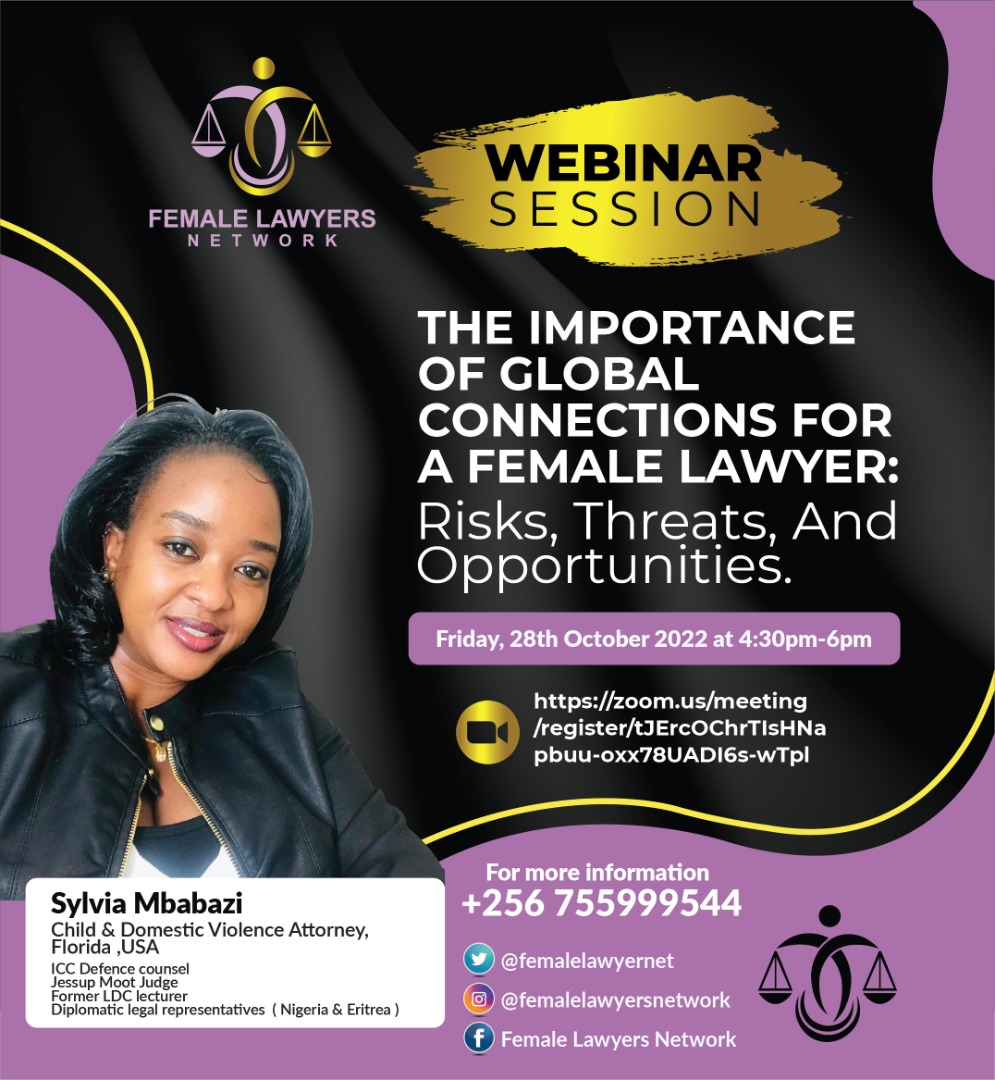 FEMALE LAWYERS
NETWORK
WEBINAR
SESSION
THE IMPORTANCE
OF GLOBAL
CONNECTIONS FOR
A FEMALE LAWYER:
Risks, Threats, And
Opportunities.
Friday, 28th October 2022 at 4:30pm-6pm
https://zoom.us/meeting
/register/tJErcOChrTIsHNa
pbuu-oxx78UADI6s-wTpl
Sylvia Mbabazi
Child & Domestic Violence Attorney,
Florida ,USA
ICC Defence counsel
Jessup Moot Judge
Former LDC lecturer
Diplomatic legal representatives ( Nigeria & Eritrea )
For more information
+256 755999544
@femalelawyernet
@femalelawyersnetwork
Female Lawyers Network